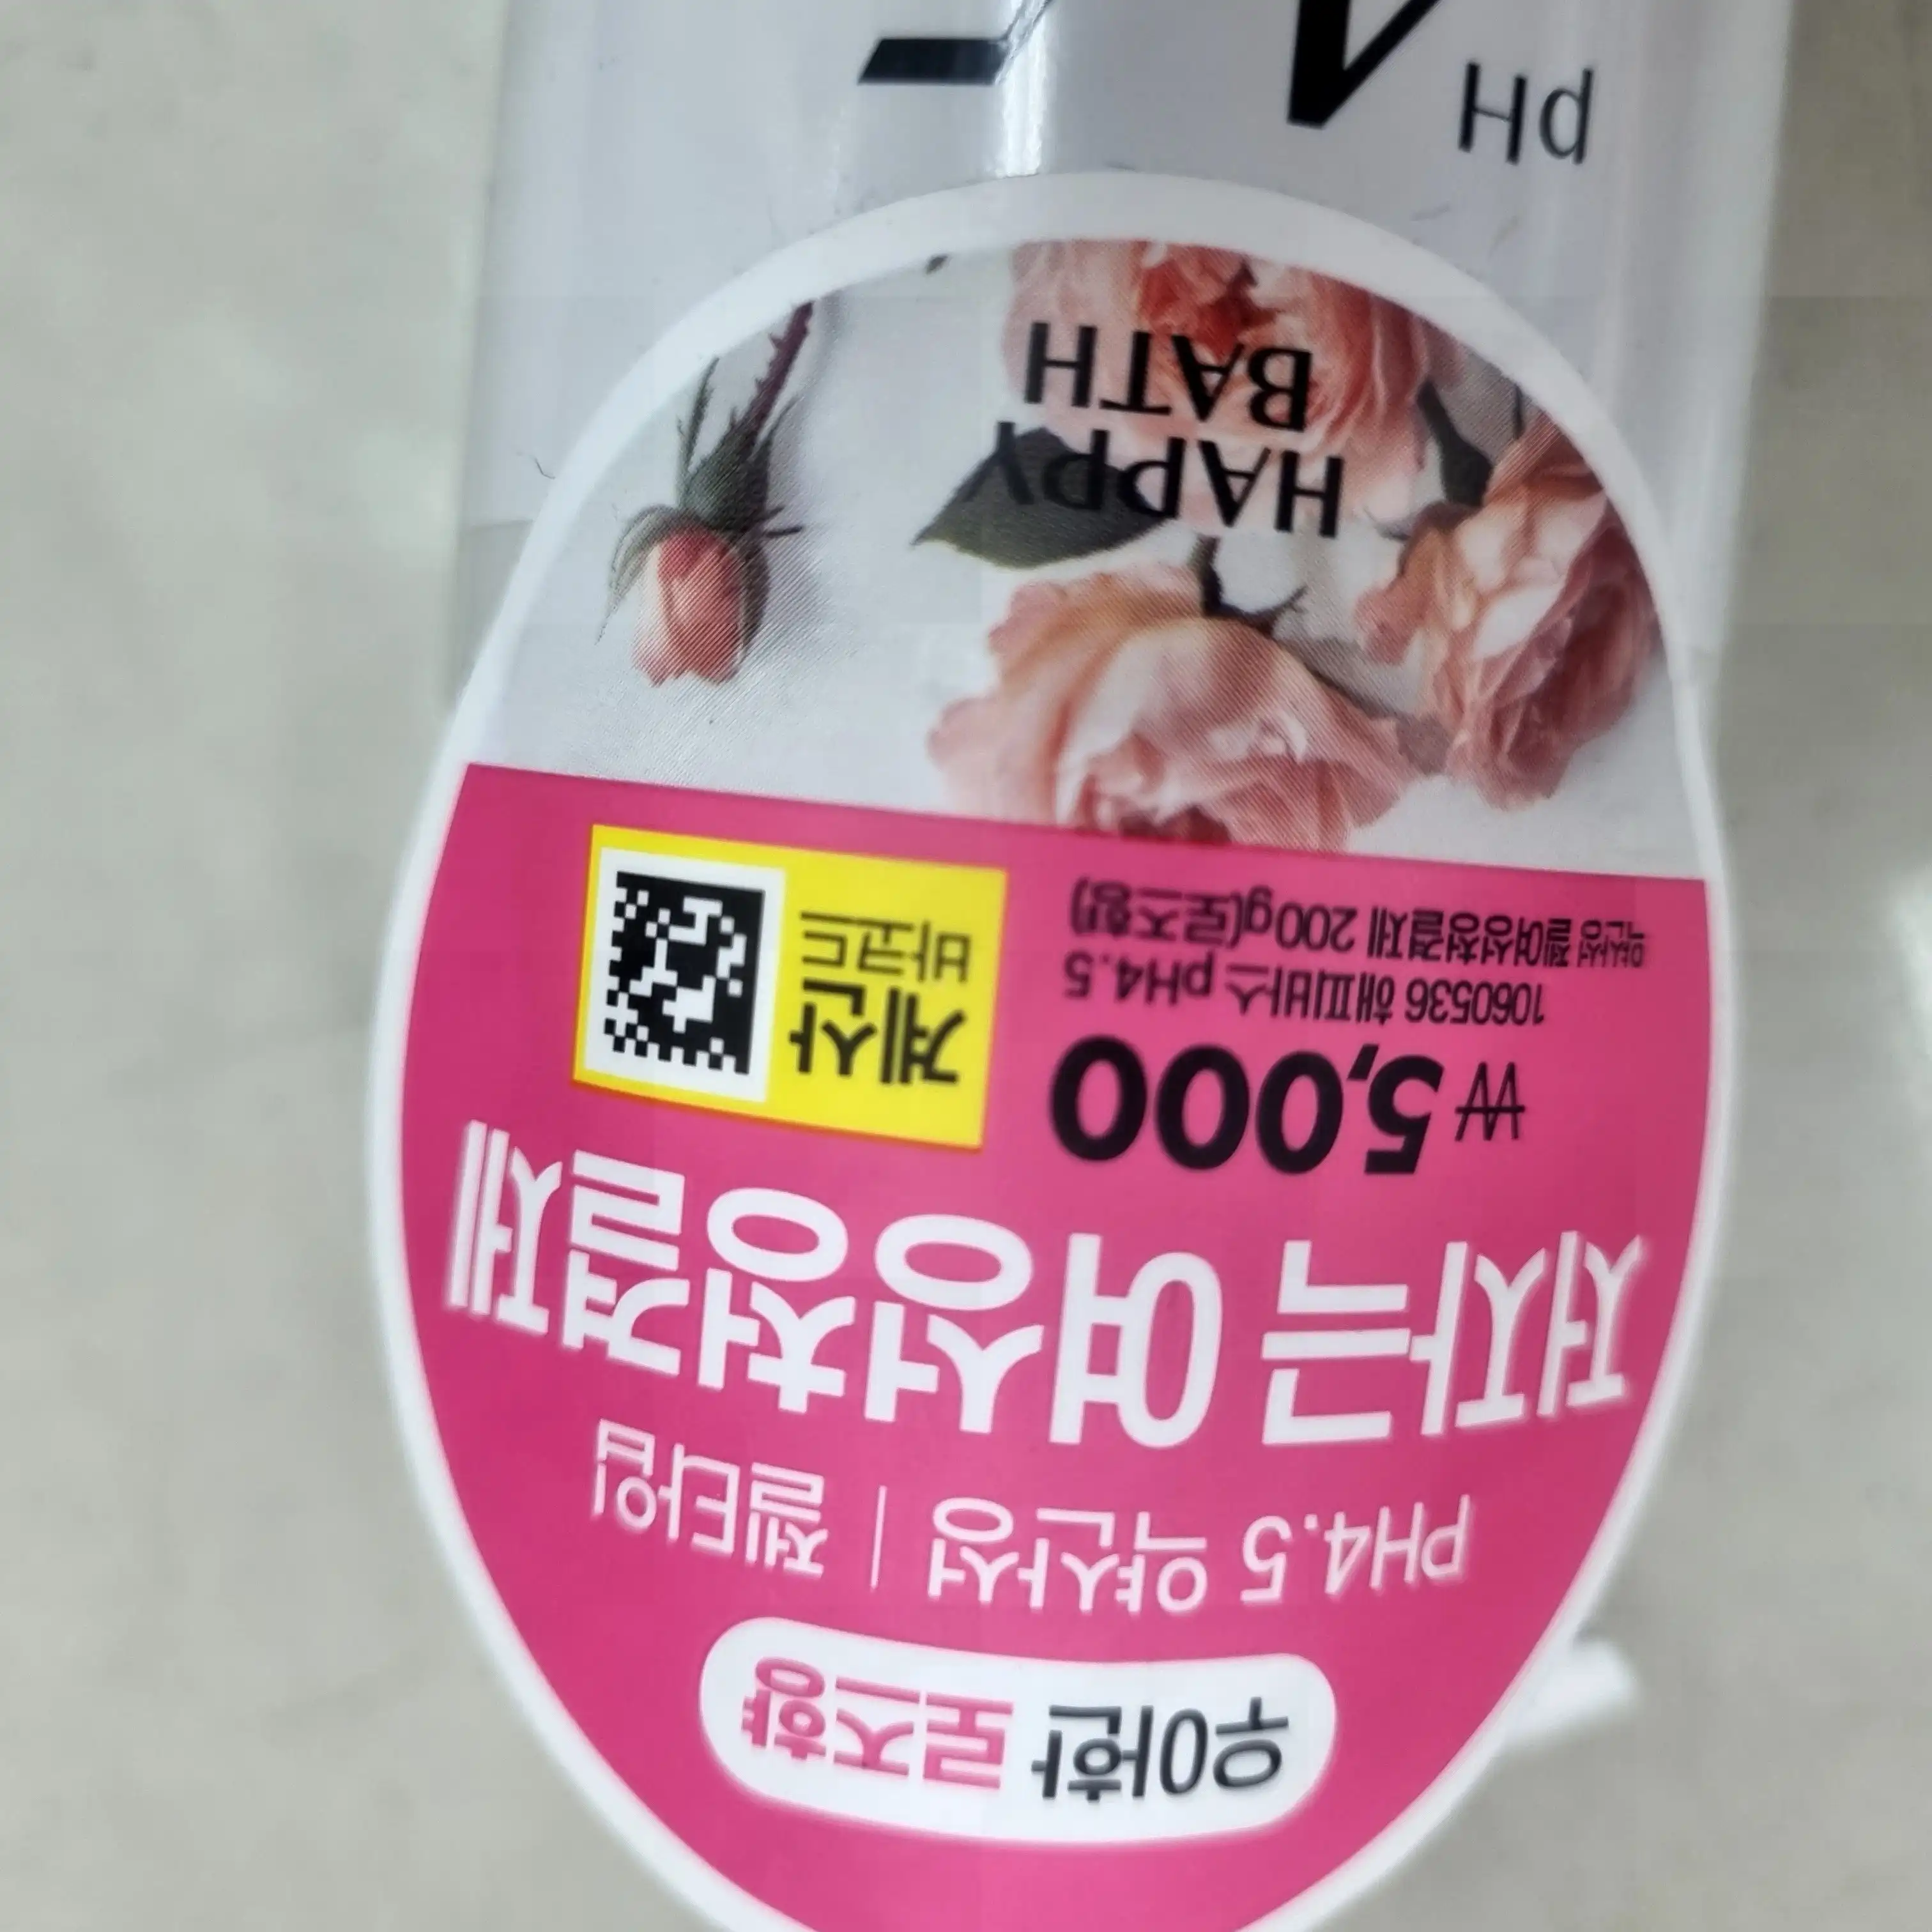 우아한 로즈향
PH4.5 약산성 | 젤타입
저자극 여성청결제
₩5,000
1060536 해피바스 pH4.5
약산성 젤여성청결제 200g(로즈향)
계산
바코드
HAPPY
BATH
pH